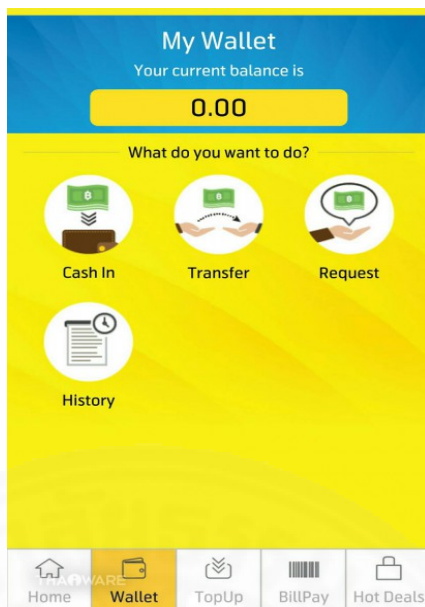 My Wallet
Your current balance is
0.00
What do you want to do?
฿ ฿ ฿
Cash In Transfer Request
History
THAIWARE
Home Wallet TopUp BillPay Hot Deals